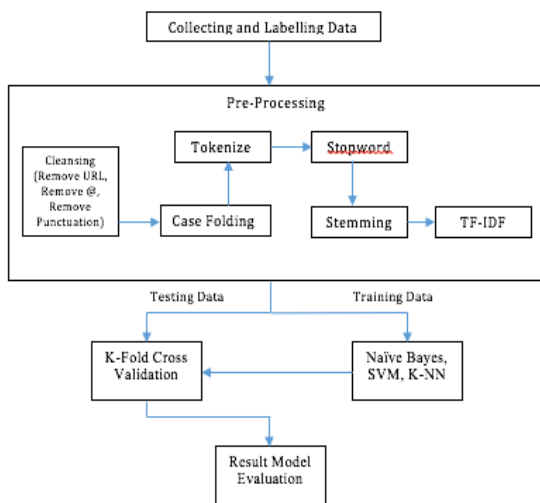 Collecting and Labelling Data
Pre-Processing
Cleansing
(Remove URL,
Remove @,
Remove
Punctuation)
Case Folding
Tokenize
Stopword
Stemming
TF-IDF
Testing Data
Training Data
K-Fold Cross
Validation
Naïve Bayes,
SVM, K-NN
Result Model
Evaluation